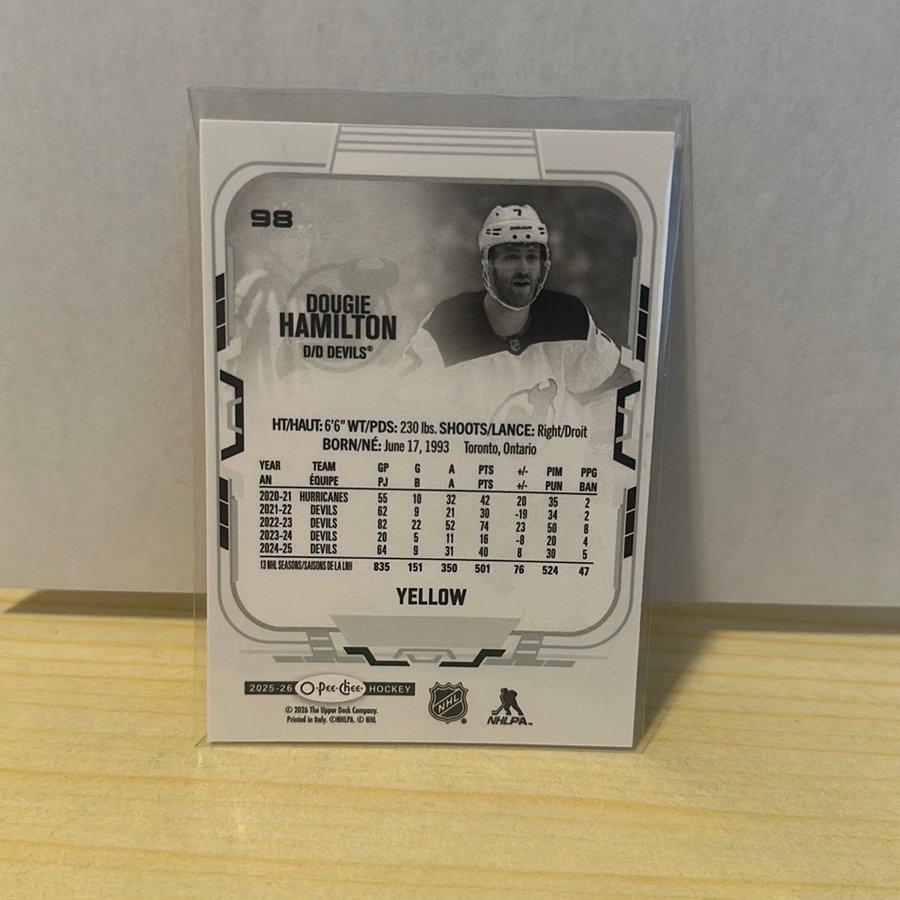 98
7
BAUER
DOUGIE
HAMILTON
D/D DEVILS®
HT/HAUT: 6'6" WT/PDS: 230 lbs. SHOOTS/LANCE: Right/Droit
BORN/NÉ: June 17, 1993 Toronto, Ontario
YEAR TEAM GP G A PTS +/- PIM PPG
AN ÉQUIPE PJ B A PTS +/- PUN BAN
2020-21 HURRICANES 55 10 32 42 20 35 2
2021-22 DEVILS 62 9 21 30 -19 34 2
2022-23 DEVILS 82 22 52 74 23 50 8
2023-24 DEVILS 20 5 11 16 -8 20 4
2024-25 DEVILS 64 9 31 40 8 30 5
13 NHL SEASONS/SAISONS DE LA LNH 835 151 350 501 76 524 47
YELLOW
2025-26 O-Pee-Chee® HOCKEY
© 2026 The Upper Deck Company.
Printed in Italy. ©NHLPA. © NHL
NHL®
NHLPA™